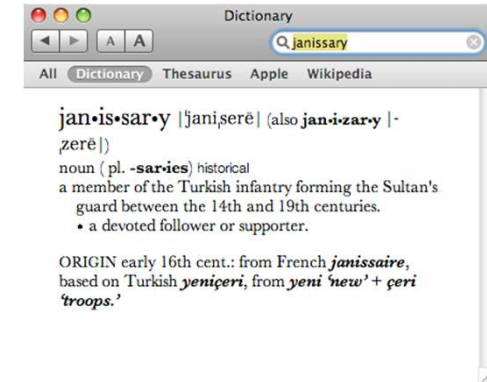 Dictionary
A A
janissary
All Dictionary Thesaurus Apple Wikipedia
jan•is•sar•y |ˈjaniˌserē| (also jan•i•zar•y |-
ˌzerē|)
noun ( pl. -sar•ies) historical
a member of the Turkish infantry forming the Sultan's
guard between the 14th and 19th centuries.
• a devoted follower or supporter.
ORIGIN early 16th cent.: from French janissaire,
based on Turkish yeniçeri, from yeni ‘new’ + çeri
‘troops.’